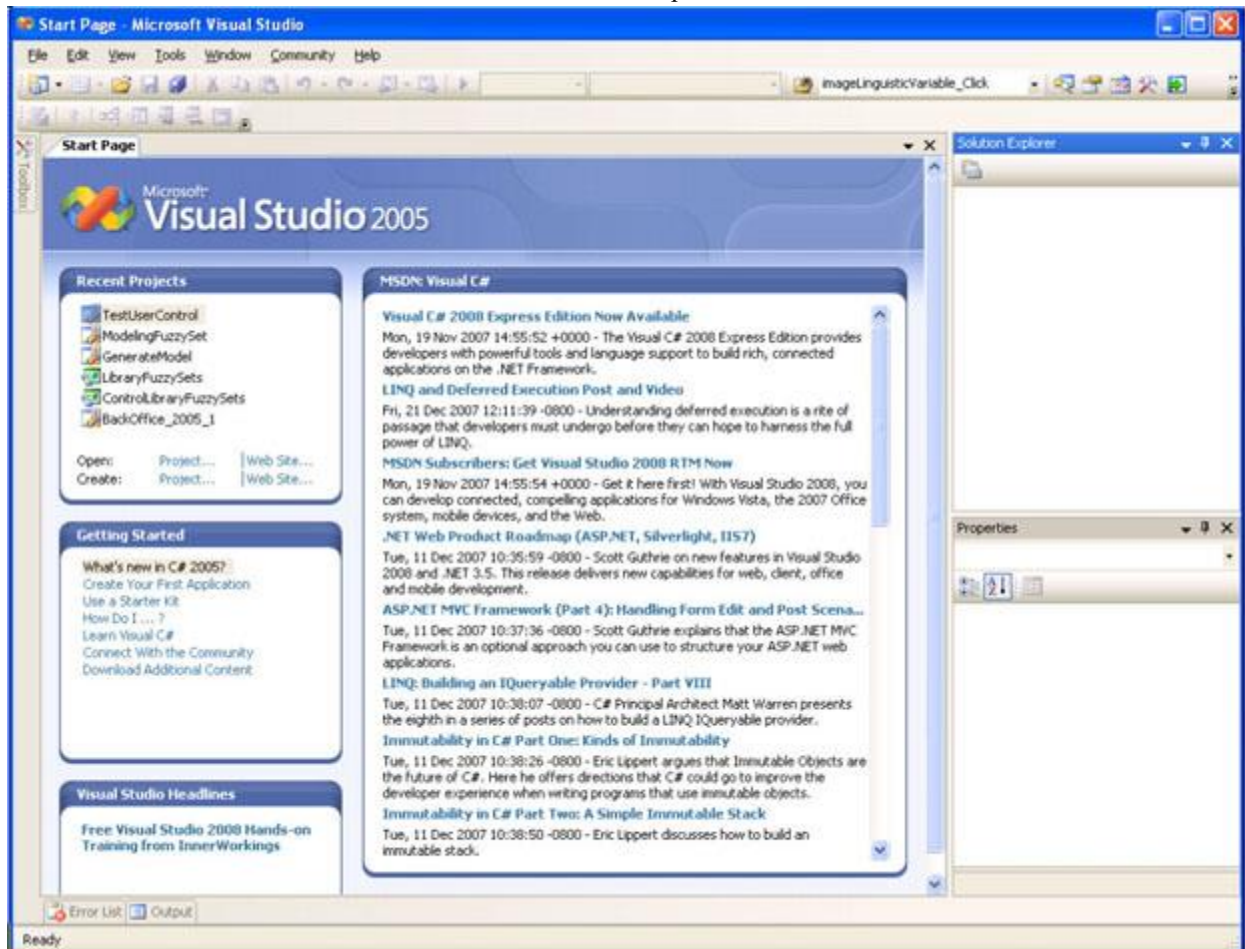 Start Page - Microsoft Visual Studio
File Edit View Tools Window Community Help
imageLinguisticVariable_Click
Toolbox
Start Page
Microsoft
Visual Studio 2005
Recent Projects
TestUserControl
ModelingFuzzySet
GenerateModel
LibraryFuzzySets
ControlLibraryFuzzySets
BackOffice_2005_1
Open: Project... Web Site...
Create: Project... Web Site...
Getting Started
What's new in C# 2005?
Create Your First Application
Use a Starter Kit
How Do I ... ?
Learn Visual C#
Connect With the Community
Download Additional Content
Visual Studio Headlines
Free Visual Studio 2008 Hands-on
Training from InnerWorkings
MSDN: Visual C#
Visual C# 2008 Express Edition Now Available
Mon, 19 Nov 2007 14:55:52 +0000 - The Visual C# 2008 Express Edition provides
developers with powerful tools and language support to build rich, connected
applications on the .NET Framework.
LINQ and Deferred Execution Post and Video
Fri, 21 Dec 2007 12:11:39 -0800 - Understanding deferred execution is a rite of
passage that developers must undergo before they can hope to harness the full
power of LINQ.
MSDN Subscribers: Get Visual Studio 2008 RTM Now
Mon, 19 Nov 2007 14:55:54 +0000 - Get it here first! With Visual Studio 2008, you
can develop connected, compelling applications for Windows Vista, the 2007 Office
system, mobile devices, and the Web.
.NET Web Product Roadmap (ASP.NET, Silverlight, IIS7)
Tue, 11 Dec 2007 10:35:59 -0800 - Scott Guthrie on new features in Visual Studio
2008 and .NET 3.5. This release delivers new capabilities for web, client, office
and mobile development.
ASP.NET MVC Framework (Part 4): Handling Form Edit and Post Scena...
Tue, 11 Dec 2007 10:37:36 -0800 - Scott Guthrie explains that the ASP.NET MVC
Framework is an optional approach you can use to structure your ASP.NET web
applications.
LINQ: Building an IQueryable Provider - Part VIII
Tue, 11 Dec 2007 10:38:07 -0800 - C# Principal Architect Matt Warren presents
the eighth in a series of posts on how to build a LINQ IQueryable provider.
Immutability in C# Part One: Kinds of Immutability
Tue, 11 Dec 2007 10:38:26 -0800 - Eric Lippert argues that Immutable Objects are
the future of C#. Here he offers directions that C# could go to improve the
developer experience when writing programs that use immutable objects.
Immutability in C# Part Two: A Simple Immutable Stack
Tue, 11 Dec 2007 10:38:50 -0800 - Eric Lippert discusses how to build an
immutable stack.
Solution Explorer
Properties
Error List Output
Ready